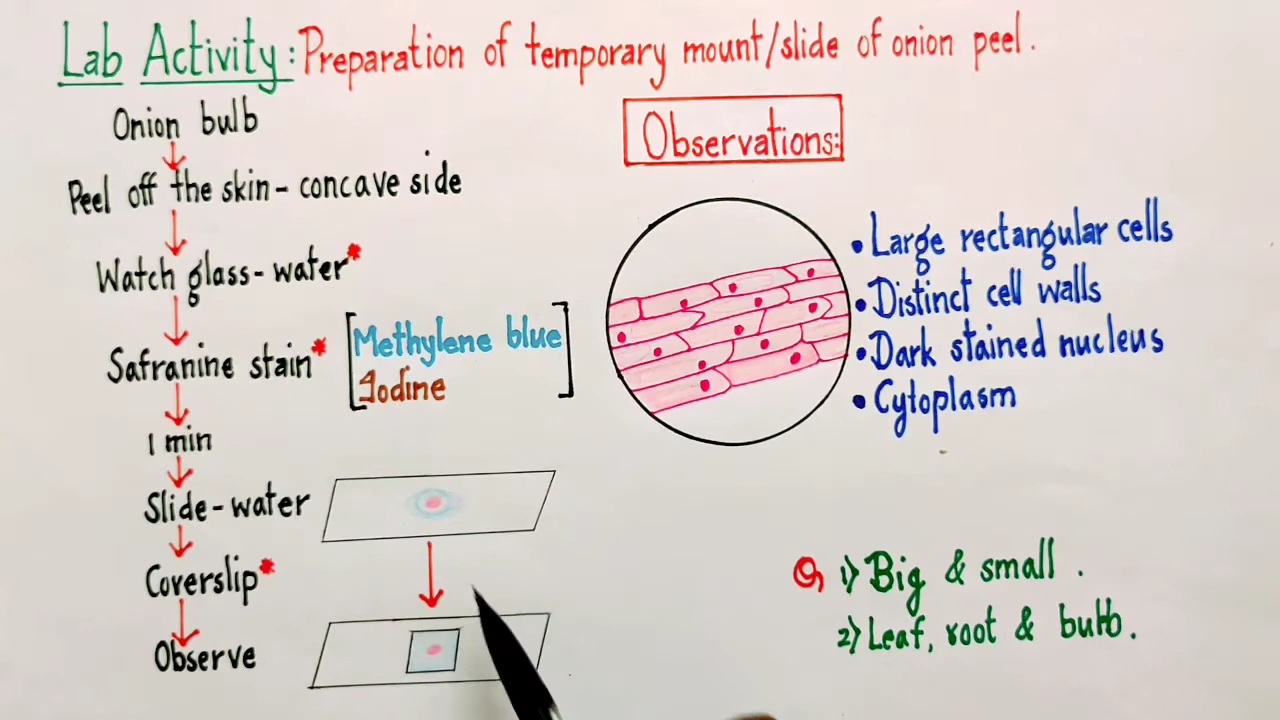 Lab Activity: Preparation of temporary mount/slide of onion peel.
Onion bulb
Peel off the skin - concave side
Watch glass - water*
Safranine stain*
[Methylene blue
Iodine]
1 min
Slide - water
Coverslip*
Observe
Observations:
• Large rectangular cells
• Distinct cell walls
• Dark stained nucleus
• Cytoplasm
Q 1) Big & small.
2) Leaf, root & bulb.